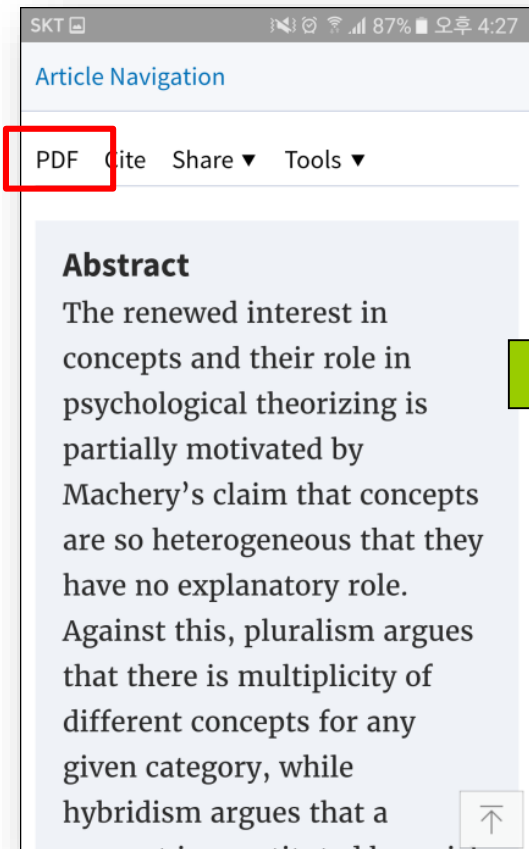 SKT 87% 오후 4:27
Article Navigation
PDF Cite Share ▼ Tools ▼
Abstract
The renewed interest in
concepts and their role in
psychological theorizing is
partially motivated by
Machery’s claim that concepts
are so heterogeneous that they
have no explanatory role.
Against this, pluralism argues
that there is multiplicity of
different concepts for any
given category, while
hybridism argues that a